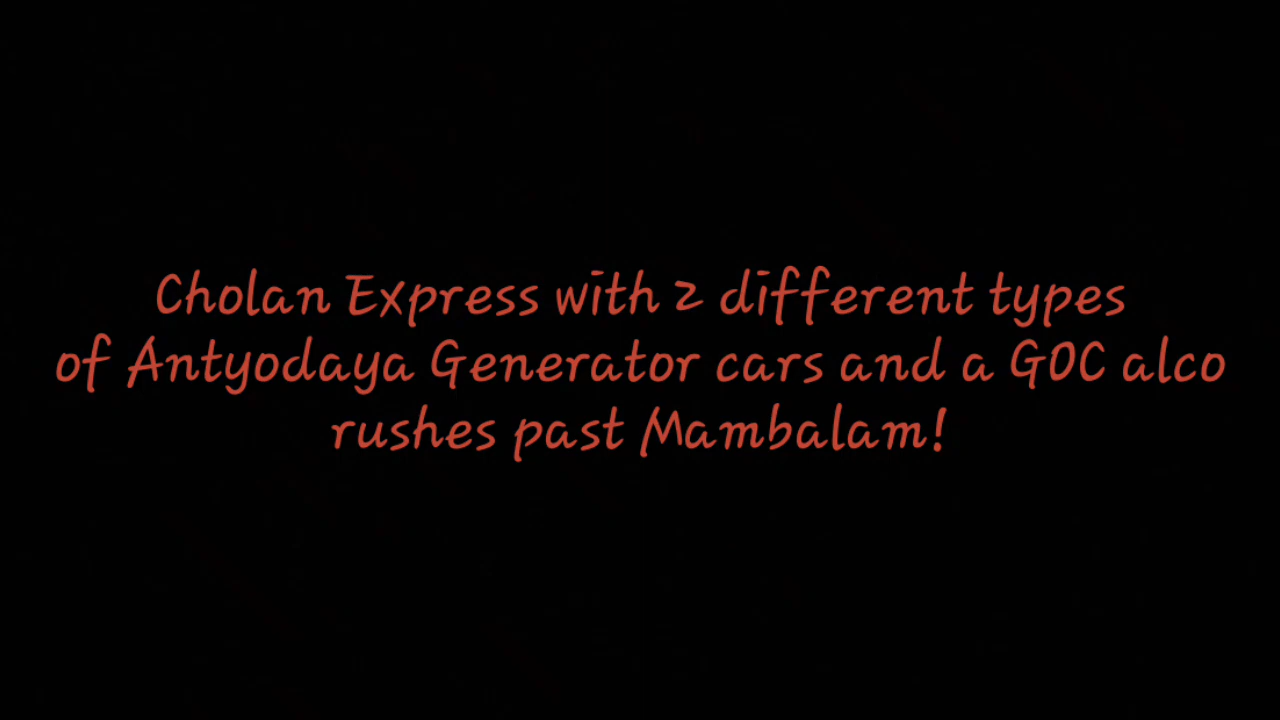 Cholan Express with 2 different types
of Antyodaya Generator cars and a GOC alco
rushes past Mambalam!